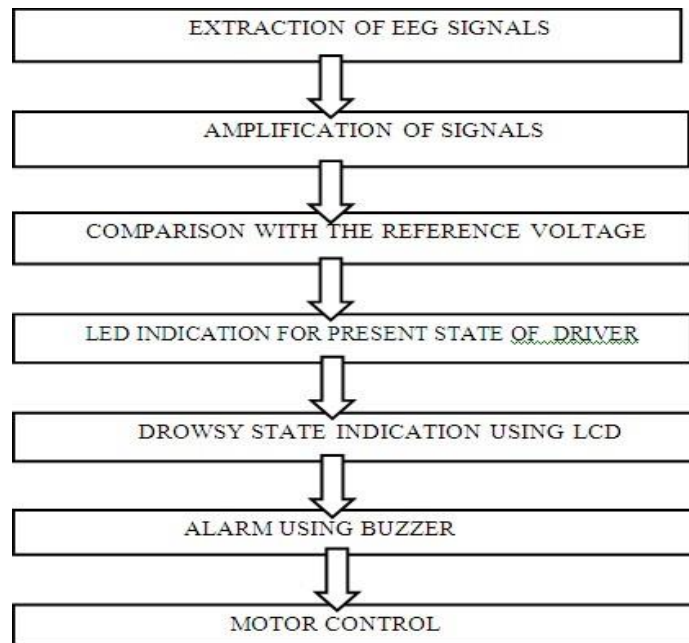 EXTRACTION OF EEG SIGNALS
AMPLIFICATION OF SIGNALS
COMPARISON WITH THE REFERENCE VOLTAGE
LED INDICATION FOR PRESENT STATE OF DRIVER
DROWSY STATE INDICATION USING LCD
ALARM USING BUZZER
MOTOR CONTROL